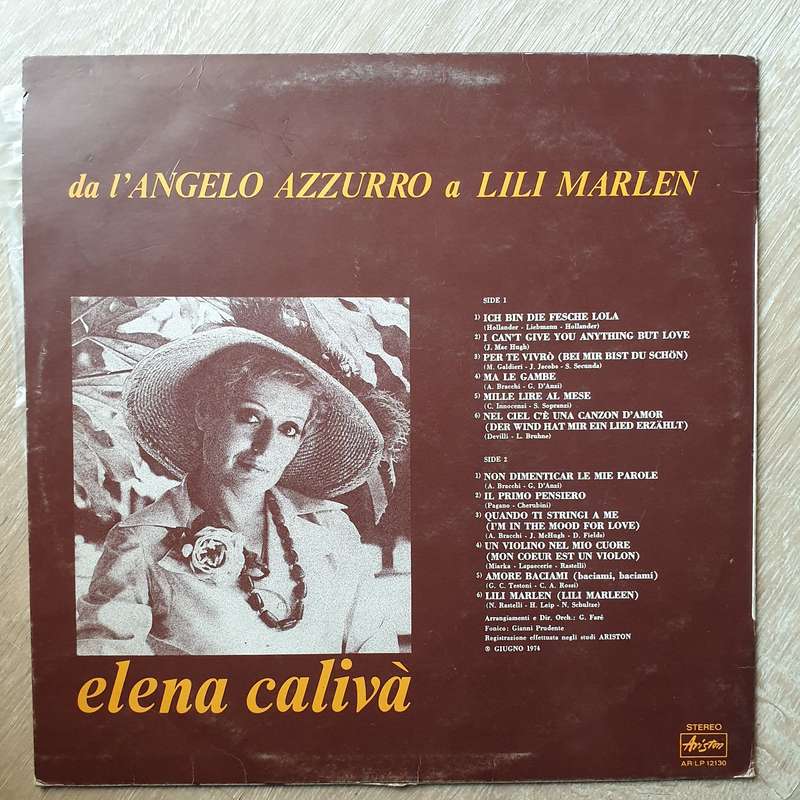 da l'ANGELO AZZURRO a LILI MARLEN
SIDE 1
1) ICH BIN DIE FESCHE LOLA
(Hollander - Liebmann - Hollander)
2) I CAN'T GIVE YOU ANYTHING BUT LOVE
(J. Mac Hugh)
3) PER TE VIVRÒ (BEI MIR BIST DU SCHÖN)
(M. Galdieri - J. Jacobs - S. Secunda)
4) MA LE GAMBE
(A. Bracchi - G. D'Anzi)
5) MILLE LIRE AL MESE
(C. Innocenzi - S. Sopranzi)
6) NEL CIEL C'È UNA CANZON D'AMOR
(DER WIND HAT MIR EIN LIED ERZÄHLT)
(Devilli - L. Bruhne)
SIDE 2
1) NON DIMENTICAR LE MIE PAROLE
(A. Bracchi - G. D'Anzi)
2) IL PRIMO PENSIERO
(Pagano - Cherubini)
3) QUANDO TI STRINGI A ME
(I'M IN THE MOOD FOR LOVE)
(A. Bracchi - J. McHugh - D. Fields)
4) UN VIOLINO NEL MIO CUORE
(MON COEUR EST UN VIOLON)
(Miarka - Lapaecerie - Rastelli)
5) AMORE BACIAMI (baciami, baciami)
(G. C. Testoni - C. A. Rossi)
6) LILI MARLEN (LILI MARLEEN)
(N. Rastelli - H. Leip - N. Schultze)
Arrangiamenti e Dir. Orch.: G. Faré
Fonico: Gianni Prudente
Registrazione effettuata negli studi ARISTON
℗ GIUGNO 1974
elena calivà
STEREO
Ariston
AR LP 12130